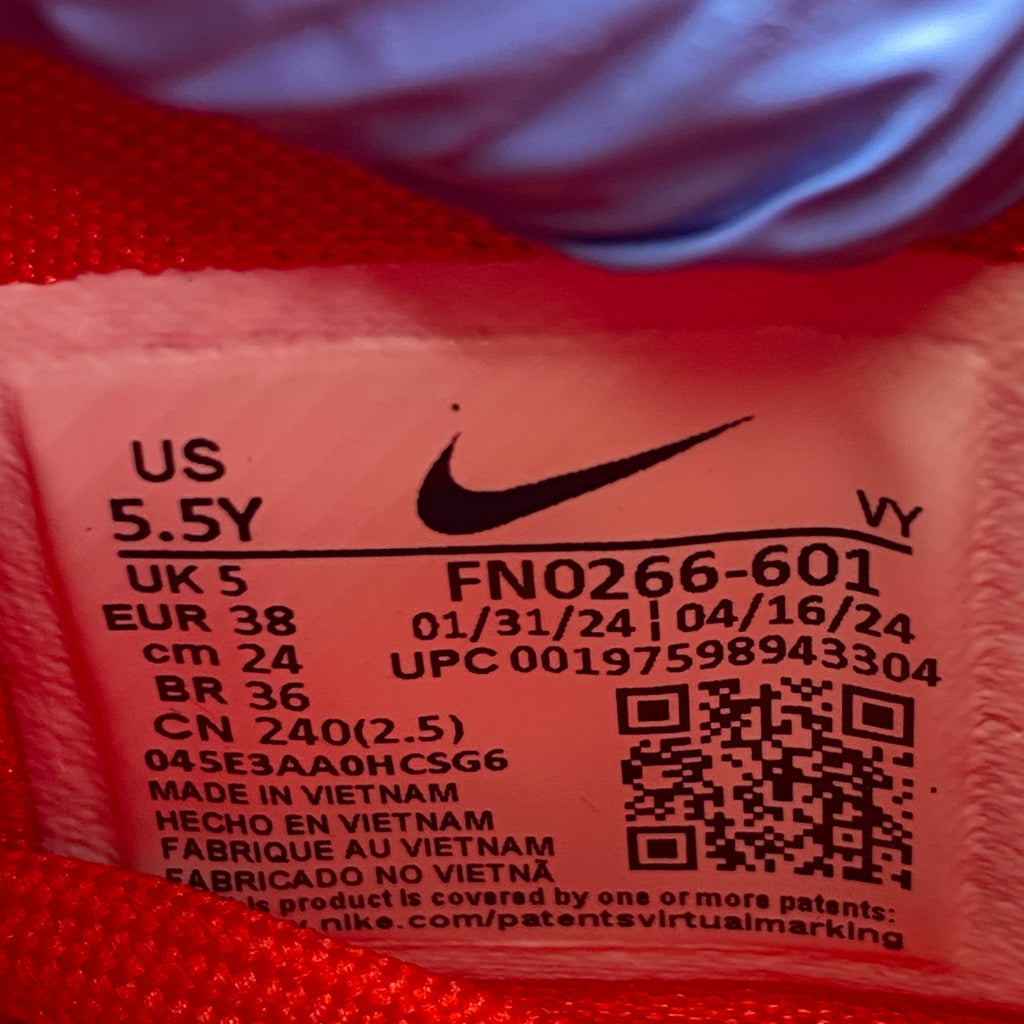 US
5.5Y
VY
UK 5
EUR 38
cm 24
BR 36
CN 240(2.5)
FN0266-601
01/31/24 | 04/16/24
UPC 00197598943304
045E3AA0HCSG6
MADE IN VIETNAM
HECHO EN VIETNAM
FABRIQUE AU VIETNAM
FABRICADO NO VIETNÃ
product is covered by one or more patents:
nike.com/patentsvirtualmarking